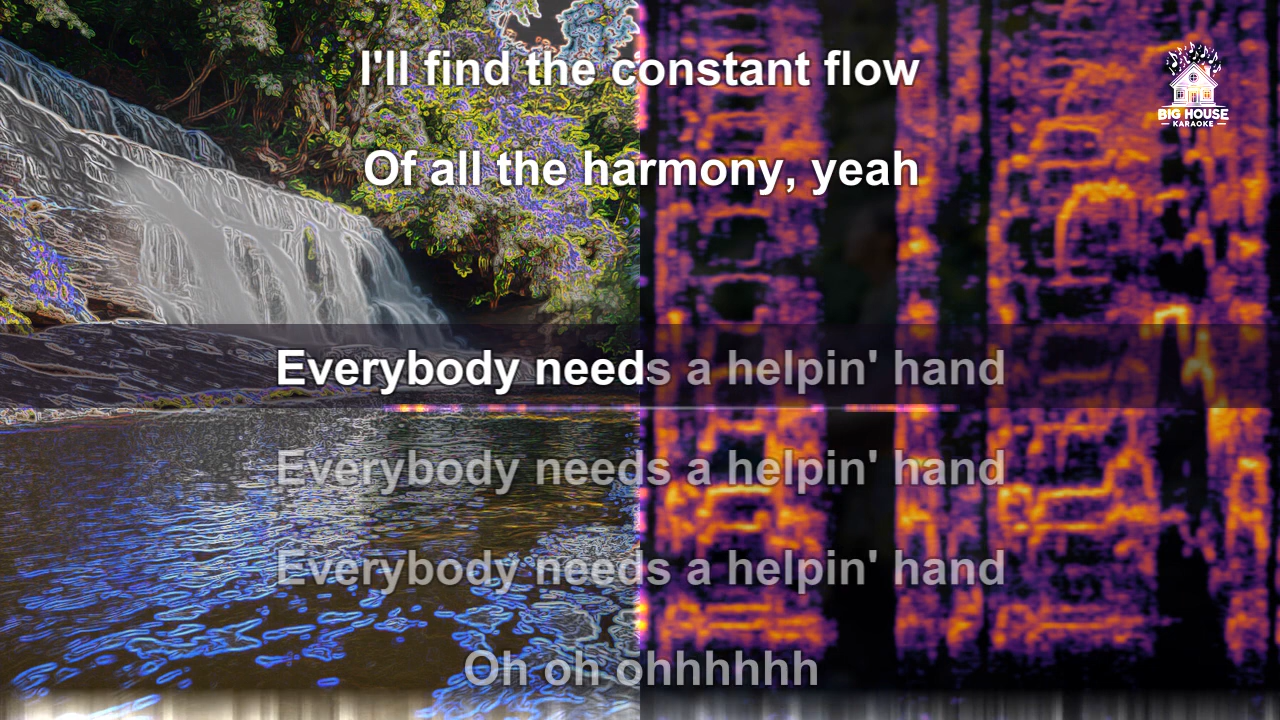 I'll find the constant flow
BIG HOUSE
KARAOKE
Of all the harmony, yeah
Everybody needs a helpin' hand
Everybody needs a helpin' hand
Everybody needs a helpin' hand
Oh oh ohhhhhh